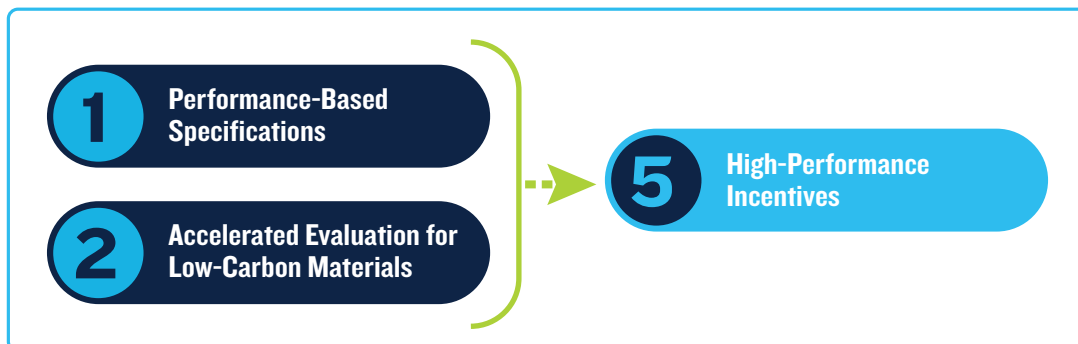 1
Performance-Based
Specifications
2
Accelerated Evaluation for
Low-Carbon Materials
5
High-Performance
Incentives